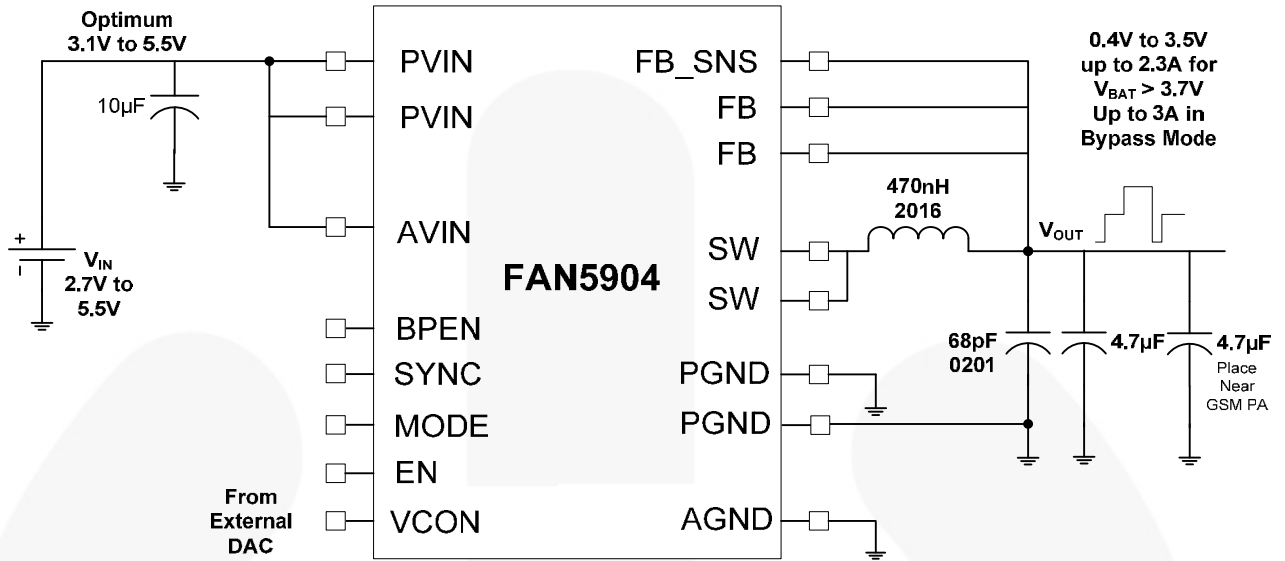 Optimum
3.1V to 5.5V
10µF
+
–
VIN
2.7V to
5.5V
From
External
DAC
PVIN
PVIN
AVIN
BPEN
SYNC
MODE
EN
VCON
FAN5904
FB_SNS
FB
FB
SW
SW
PGND
PGND
AGND
470nH
2016
VOUT
0.4V to 3.5V
up to 2.3A for
VBAT > 3.7V
Up to 3A in
Bypass Mode
68pF
0201
4.7µF
4.7µF
Place
Near
GSM PA